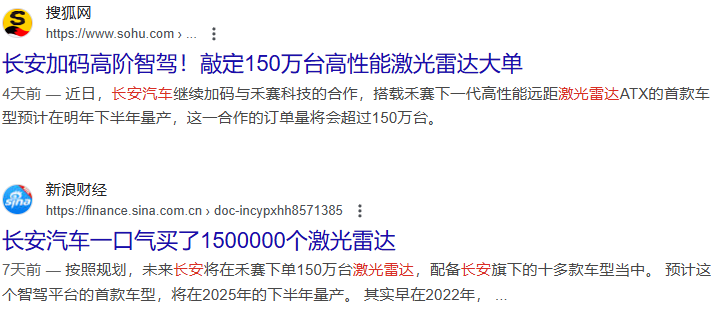 搜狐网
https://www.sohu.com › ...
长安加码高阶智驾！敲定150万台高性能激光雷达大单
4天前 — 近日，长安汽车继续加码与禾赛科技的合作，搭载禾赛下一代高性能远距激光雷达ATX的首款车
型预计在明年下半年量产，这一合作的订单量将会超过150万台。
新浪财经
https://finance.sina.com.cn › doc-incypxhh8571385
长安汽车一口气买了1500000个激光雷达
7天前 — 按照规划，未来长安将在禾赛下单150万台激光雷达，配备长安旗下的十多款车型当中。 预计这
个智驾平台的首款车型，将在2025年的下半年量产。 其实早在2022年， ...